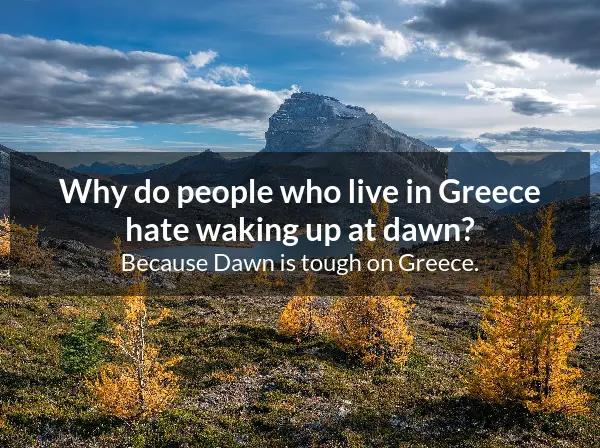 Why do people who live in Greece
hate waking up at dawn?
Because Dawn is tough on Greece.